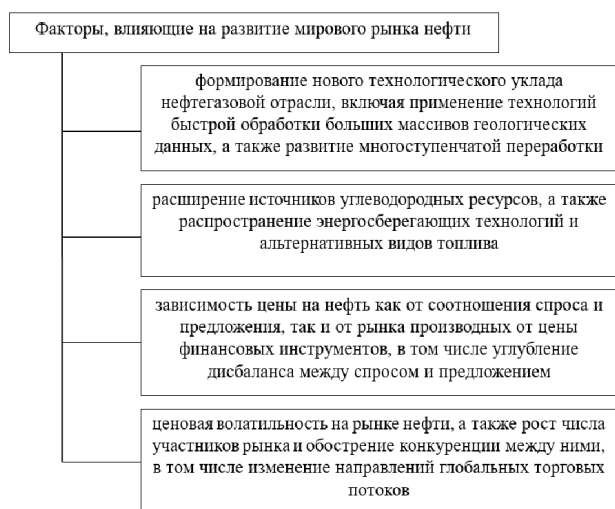 Факторы, влияющие на развитие мирового рынка нефти
формирование нового технологического уклада
нефтегазовой отрасли, включая применение технологий
быстрой обработки больших массивов геологических
данных, а также развитие многоступенчатой переработки
расширение источников углеводородных ресурсов, а также
распространение энергосберегающих технологий и
альтернативных видов топлива
зависимость цены на нефть как от соотношения спроса и
предложения, так и от рынка производных от цены
финансовых инструментов, в том числе углубление
дисбаланса между спросом и предложением
ценовая волатильность на рынке нефти, а также рост числа
участников рынка и обострение конкуренции между ними,
в том числе изменение направлений глобальных торговых
потоков